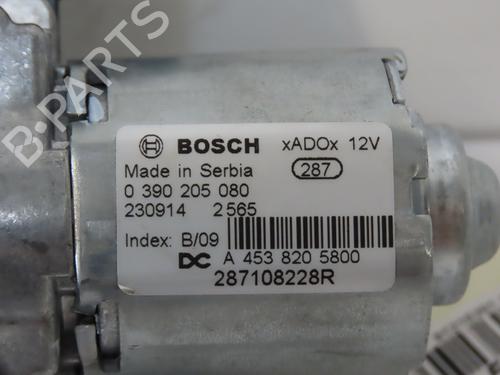 BOSCH xADOx 12V
Made in Serbia 287
0 390 205 080
230914 2565
Index: B/09
DC A 453 820 5800
287108228R
B-PARTS